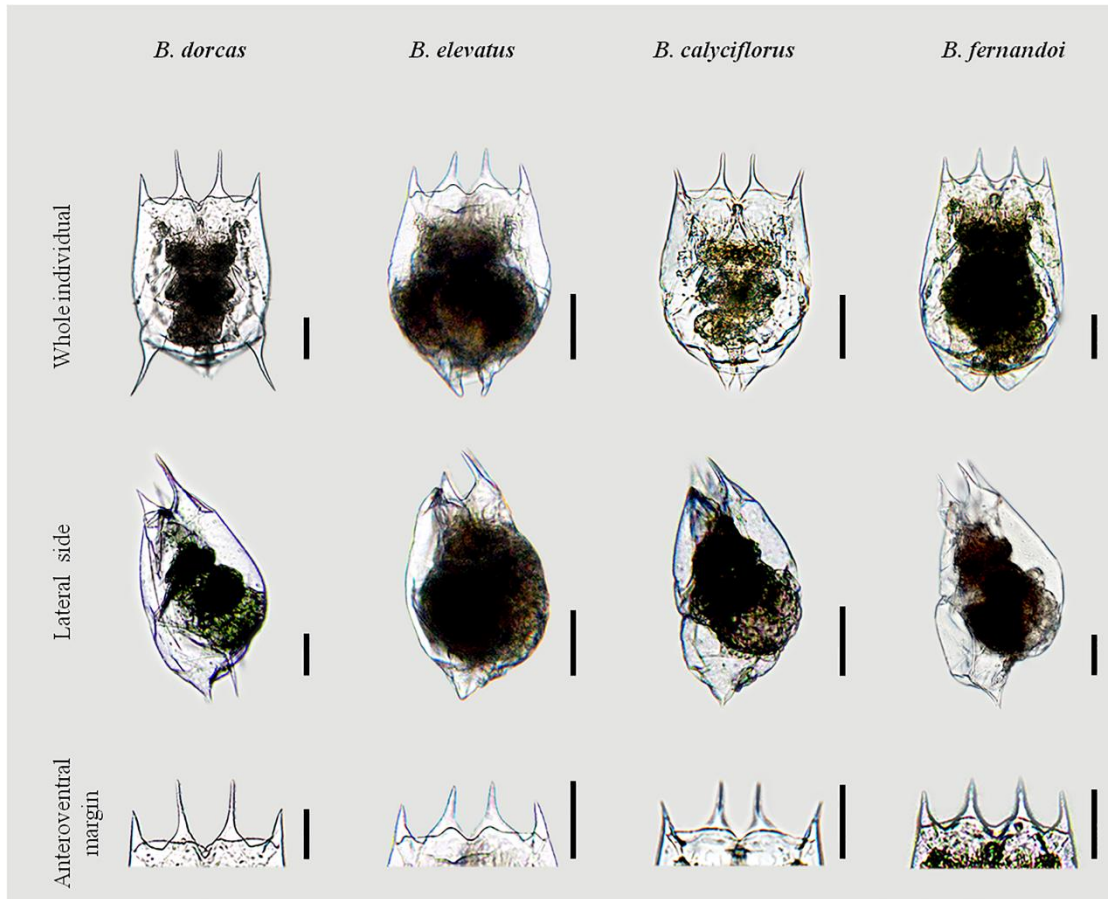 B. dorcas
B. elevatus
B. calyciflorus
B. fernandoi
Whole individual
Lateral side
Anteroventral
margin